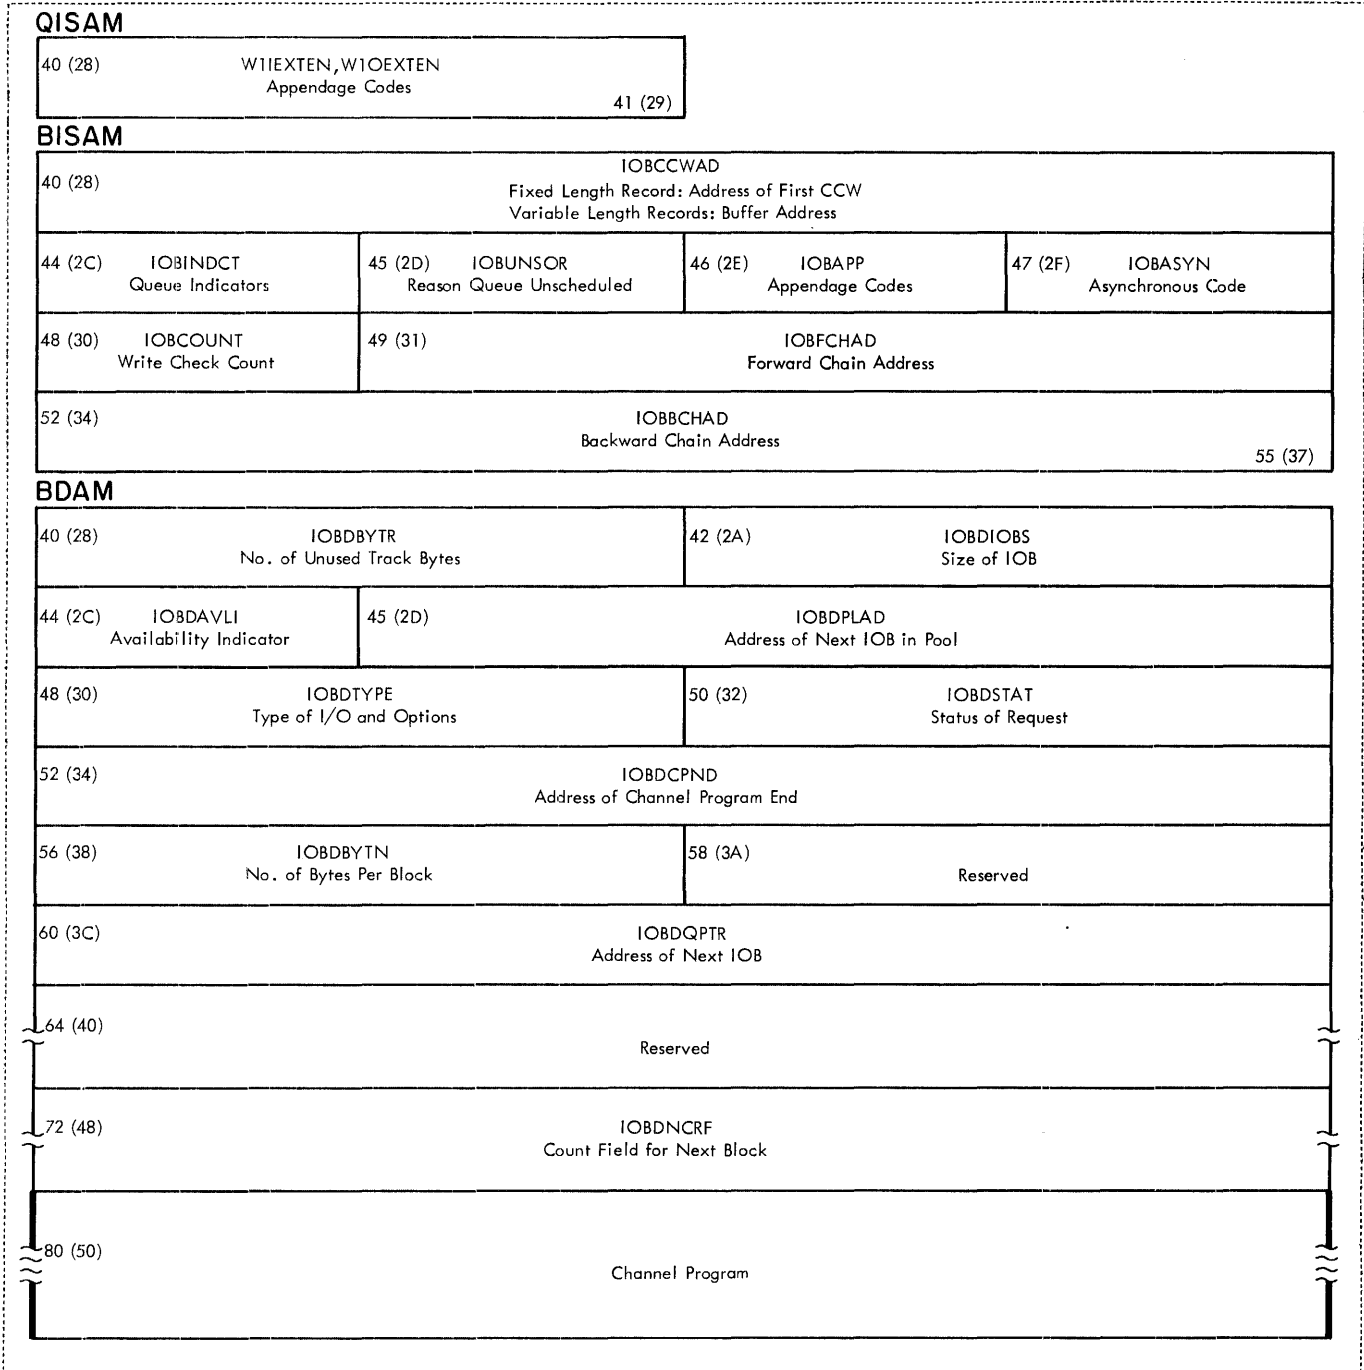 QISAM
40 (28) W1IEXTEN,W1OEXTEN
Appendage Codes
41 (29)
BISAM
40 (28) IOBCCWAD
Fixed Length Record: Address of First CCW
Variable Length Records: Buffer Address
44 (2C) IOBINDCT
Queue Indicators
45 (2D) IOBUNSOR
Reason Queue Unscheduled
46 (2E) IOBAPP
Appendage Codes
47 (2F) IOBASYN
Asynchronous Code
48 (30) IOBCOUNT
Write Check Count
49 (31) IOBFCHAD
Forward Chain Address
52 (34) IOBBCHAD
Backward Chain Address
55 (37)
BDAM
40 (28) IOBDBYTR
No. of Unused Track Bytes
42 (2A) IOBDIOBS
Size of IOB
44 (2C) IOBDAVLI
Availability Indicator
45 (2D) IOBDPLAD
Address of Next IOB in Pool
48 (30) IOBDTYPE
Type of I/O and Options
50 (32) IOBDSTAT
Status of Request
52 (34) IOBDCPND
Address of Channel Program End
56 (38) IOBDBYTN
No. of Bytes Per Block
58 (3A)
Reserved
60 (3C) IOBDQPTR
Address of Next IOB
64 (40)
Reserved
72 (48) IOBDNCRF
Count Field for Next Block
80 (50)
Channel Program